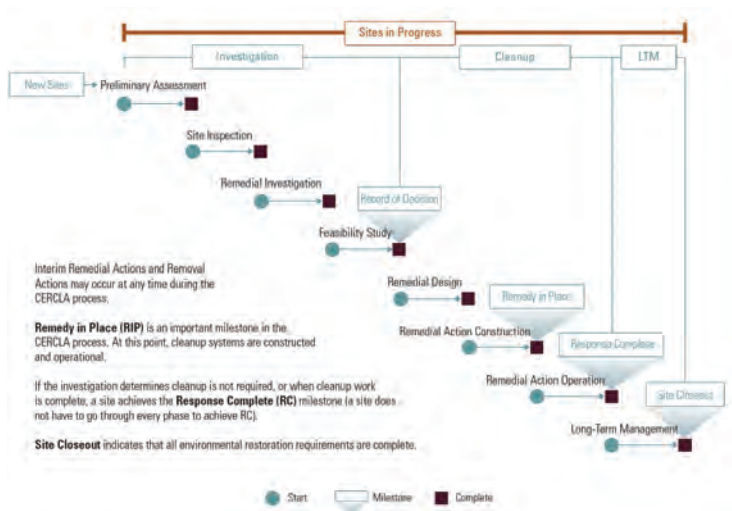 Sites in Progress
Investigation
Cleanup
LTM
New Sites
Preliminary Assessment
Site Inspection
Remedial Investigation
Record of Decision
Feasibility Study
Interim Remedial Actions and Removal
Actions may occur at any time during the
CERCLA process.
Remedial Design
Remedy in Place
Remedy in Place (RIP) is an important milestone in the
CERCLA process. At this point, cleanup systems are constructed
and operational.
Remedial Action Construction
Response Complete
If the investigation determines cleanup is not required, or when cleanup work
is complete, a site achieves the Response Complete (RC) milestone (a site does
not have to go through every phase to achieve RC).
Remedial Action Operation
Site Closeout
Long-Term Management
Site Closeout indicates that all environmental restoration requirements are complete.
Start
Milestone
Complete